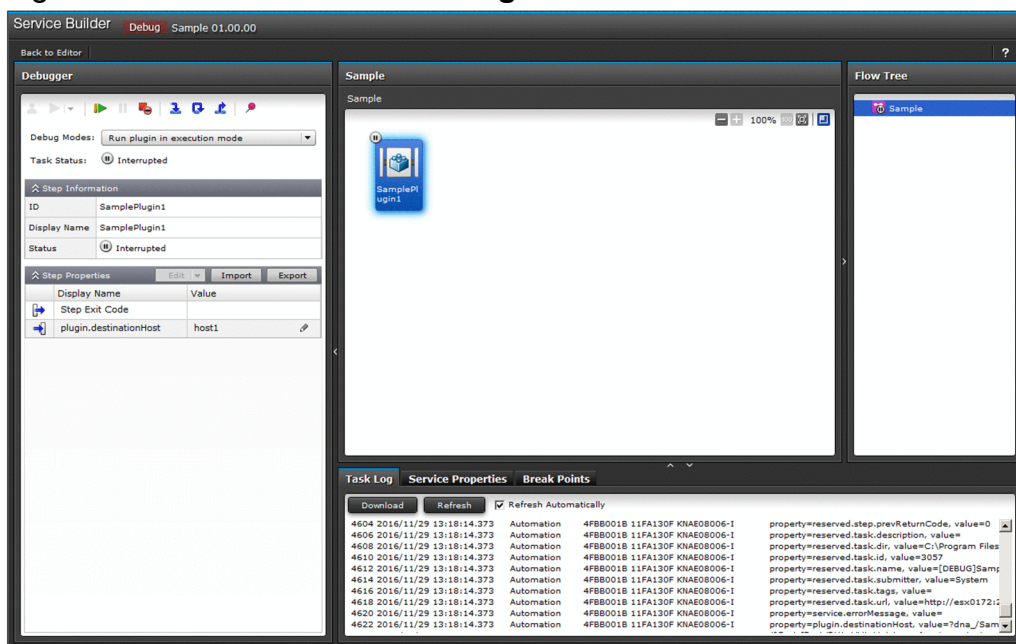 Service Builder Debug Sample 01.00.00
Back to Editor ?
Debugger
Debug Modes: Run plugin in execution mode
Task Status: Interrupted
Step Information
ID SamplePlugin1
Display Name SamplePlugin1
Status Interrupted
Step Properties Edit Import Export
Display Name Value
Step Exit Code
plugin.destinationHost host1
Sample
Sample
100%
SamplePl
ugin1
Flow Tree
Sample
Task Log Service Properties Break Points
Download Refresh Refresh Automatically
4604 2016/11/29 13:18:14.373 Automation 4FBB001B 11FA130F KNAE08006-I property=reserved.step.prevReturnCode, value=0
4606 2016/11/29 13:18:14.373 Automation 4FBB001B 11FA130F KNAE08006-I property=reserved.task.description, value=
4608 2016/11/29 13:18:14.373 Automation 4FBB001B 11FA130F KNAE08006-I property=reserved.task.dir, value=C:\Program Files
4610 2016/11/29 13:18:14.373 Automation 4FBB001B 11FA130F KNAE08006-I property=reserved.task.id, value=3057
4612 2016/11/29 13:18:14.373 Automation 4FBB001B 11FA130F KNAE08006-I property=reserved.task.name, value=[DEBUG]Samp
4614 2016/11/29 13:18:14.373 Automation 4FBB001B 11FA130F KNAE08006-I property=reserved.task.submitter, value=System
4616 2016/11/29 13:18:14.373 Automation 4FBB001B 11FA130F KNAE08006-I property=reserved.task.tags, value=
4618 2016/11/29 13:18:14.373 Automation 4FBB001B 11FA130F KNAE08006-I property=reserved.task.url, value=http://esx0172:2
4620 2016/11/29 13:18:14.373 Automation 4FBB001B 11FA130F KNAE08006-I property=service.errorMessage, value=
4622 2016/11/29 13:18:14.373 Automation 4FBB001B 11FA130F KNAE08006-I property=plugin.destinationHost, value=?dna_/Sam